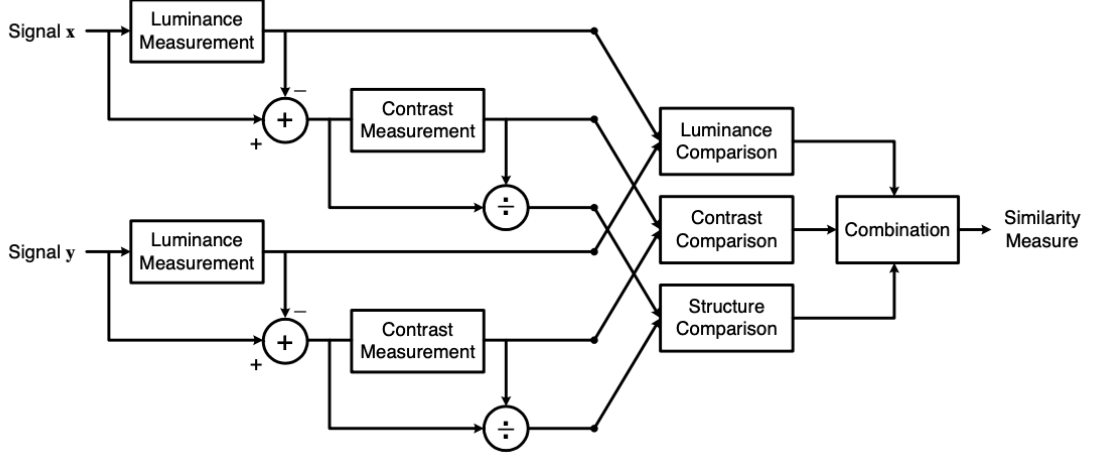 Signal x
Luminance
Measurement
−
+
+
Contrast
Measurement
÷
Signal y
Luminance
Measurement
−
+
+
Contrast
Measurement
÷
Luminance
Comparison
Contrast
Comparison
Structure
Comparison
Combination
Similarity
Measure